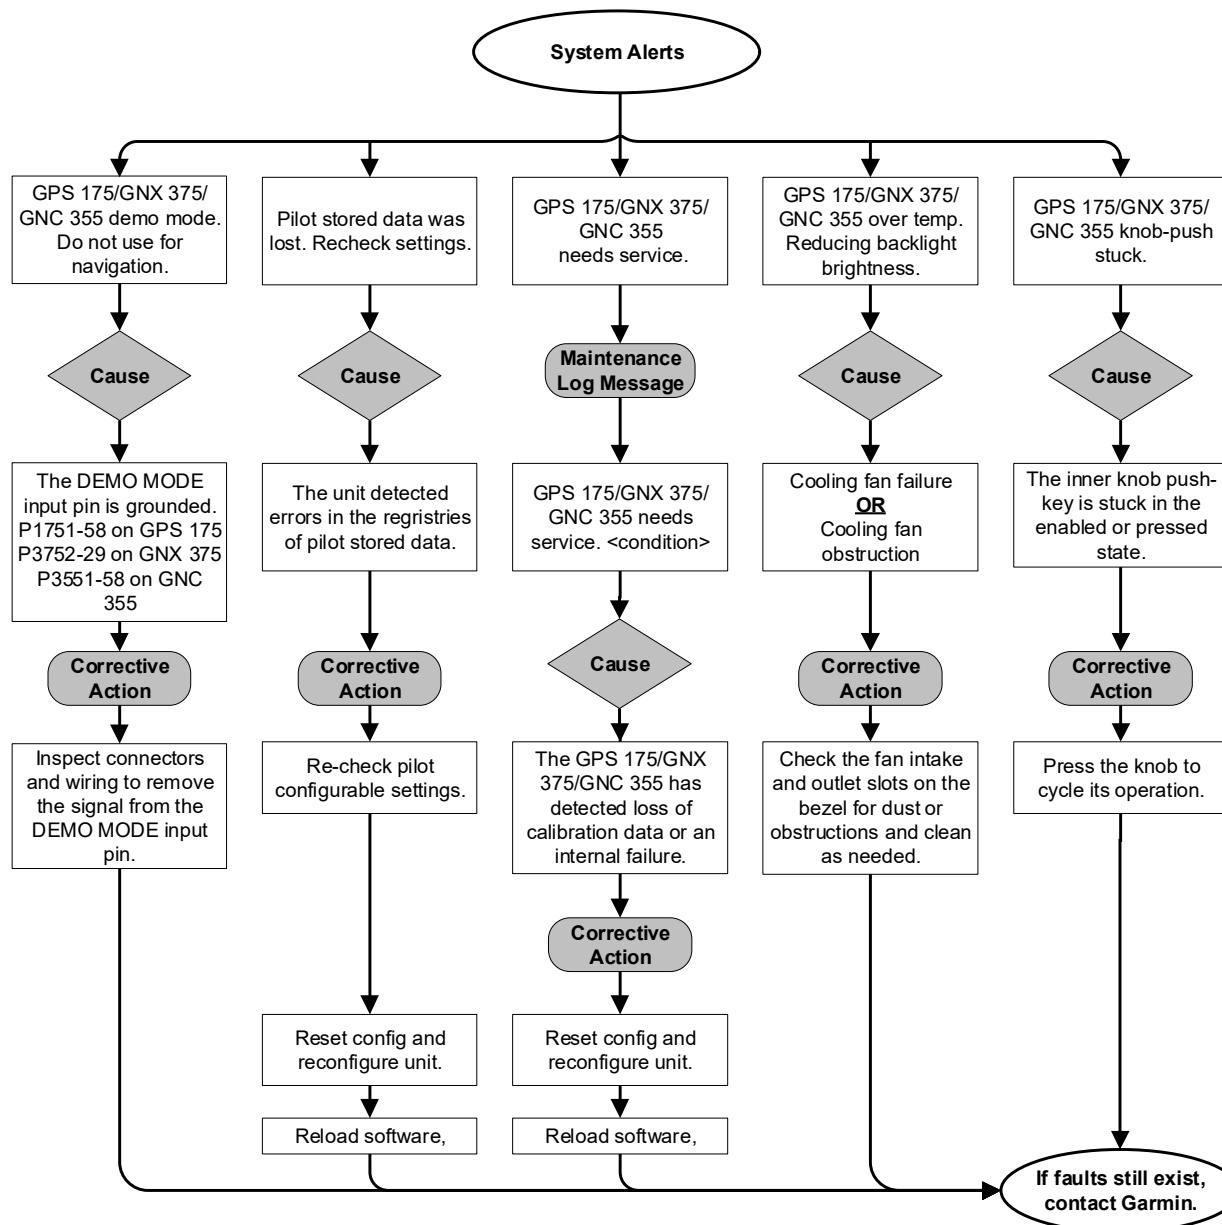 System Alerts
GPS 175/GNX 375/
GNC 355 demo mode.
Do not use for
navigation.
Pilot stored data was
lost. Recheck settings.
GPS 175/GNX 375/
GNC 355
needs service.
GPS 175/GNX 375/
GNC 355 over temp.
Reducing backlight
brightness.
GPS 175/GNX 375/
GNC 355 knob-push
stuck.
Cause
Cause
Maintenance
Log Message
Cause
Cause
The DEMO MODE
input pin is grounded.
P1751-58 on GPS 175
P3752-29 on GNX 375
P3551-58 on GNC
355
The unit detected
errors in the regristries
of pilot stored data.
GPS 175/GNX 375/
GNC 355 needs
service. <condition>
Cooling fan failure
OR
Cooling fan
obstruction
The inner knob push-
key is stuck in the
enabled or pressed
state.
Corrective
Action
Corrective
Action
Cause
Corrective
Action
Corrective
Action
Inspect connectors
and wiring to remove
the signal from the
DEMO MODE input
pin.
Re-check pilot
configurable settings.
The GPS 175/GNX
375/GNC 355 has
detected loss of
calibration data or an
internal failure.
Check the fan intake
and outlet slots on the
bezel for dust or
obstructions and clean
as needed.
Press the knob to
cycle its operation.
Corrective
Action
Reset config and
reconfigure unit.
Reset config and
reconfigure unit.
Reload software,
Reload software,
If faults still exist,
contact Garmin.